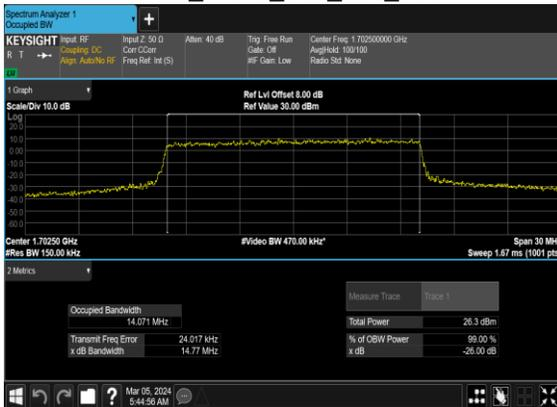 Spectrum Analyzer 1
Occupied BW
KEYSIGHT Input: RF Input Z: 50 Ω Atten: 40 dB Trig: Free Run Center Freq: 1.702500000 GHz
R T Coupling: DC Corr CCorr Gate: Off Avg|Hold: 100/100
Align: Auto/No RF Freq Ref: Int (S) #IF Gain: Low Radio Std: None
1 Graph
Ref Lvl Offset 8.00 dB
Scale/Div 10.0 dB Ref Value 30.00 dBm
Log
20.0
10.0
0.00
-10.0
-20.0
-30.0
-40.0
-50.0
-60.0
Center 1.70250 GHz #Video BW 470.00 kHz* Span 30 MH
#Res BW 150.00 kHz Sweep 1.67 ms (1001 pts
2 Metrics
Measure Trace Trace 1
Occupied Bandwidth
14.071 MHz
Total Power 26.3 dBm
Transmit Freq Error 24.017 kHz % of OBW Power 99.00 %
x dB Bandwidth 14.77 MHz x dB -26.00 dB
Mar 05, 2024
5:44:56 AM